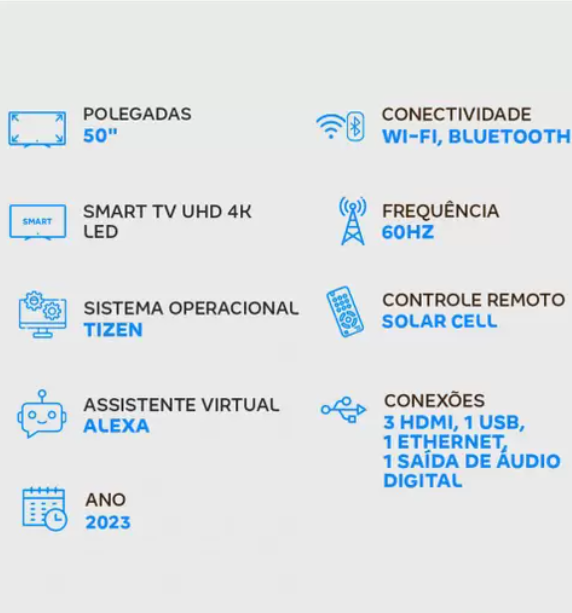 POLEGADAS
50"
SMART
SMART TV UHD 4K
LED
SISTEMA OPERACIONAL
TIZEN
ASSISTENTE VIRTUAL
ALEXA
ANO
2023
CONECTIVIDADE
WI-FI, BLUETOOTH
FREQUÊNCIA
60HZ
CONTROLE REMOTO
SOLAR CELL
CONEXÕES
3 HDMI, 1 USB,
1 ETHERNET,
1 SAÍDA DE ÁUDIO
DIGITAL